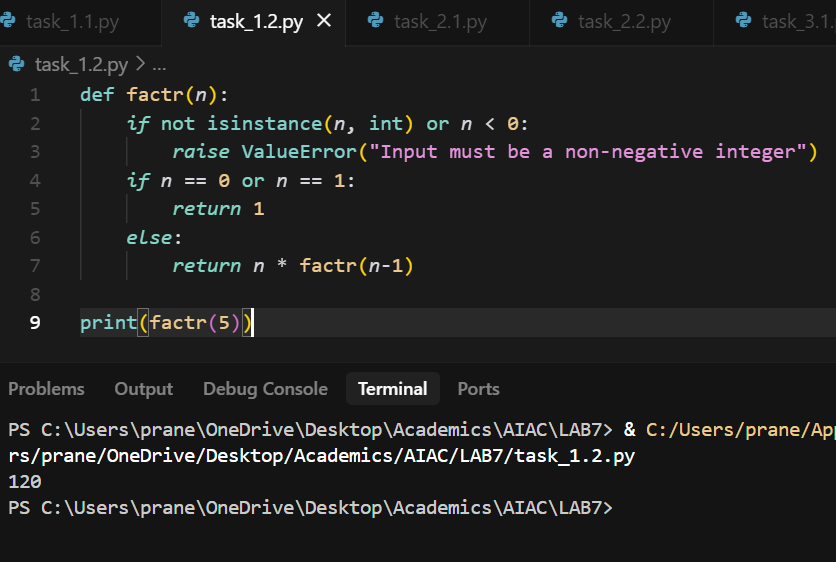 task_1.1.py task_1.2.py × task_2.1.py task_2.2.py task_3.1.
task_1.2.py > ...
1 def factr(n):
2     if not isinstance(n, int) or n < 0:
3         raise ValueError("Input must be a non-negative integer")
4     if n == 0 or n == 1:
5         return 1
6     else:
7         return n * factr(n-1)
8
9 print(factr(5))
Problems Output Debug Console Terminal Ports
PS C:\Users\prane\OneDrive\Desktop\Academics\AIAC\LAB7> & C:/Users/prane/App
rs/prane/OneDrive/Desktop/Academics/AIAC/LAB7/task_1.2.py
120
PS C:\Users\prane\OneDrive\Desktop\Academics\AIAC\LAB7>